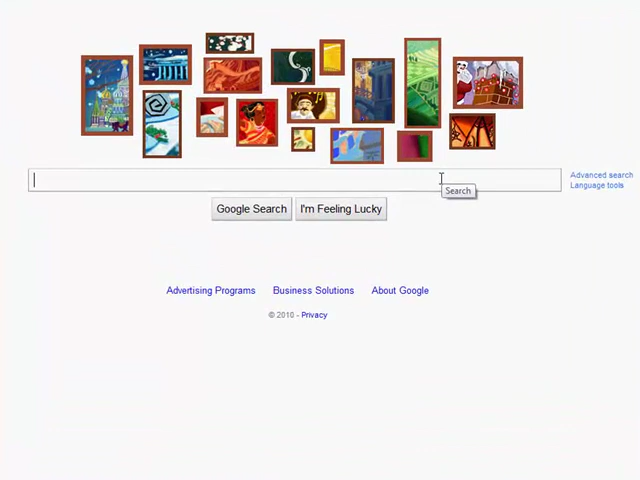 Advanced search
Language tools
Search
Google Search
I'm Feeling Lucky
Advertising Programs
Business Solutions
About Google
© 2010 - Privacy